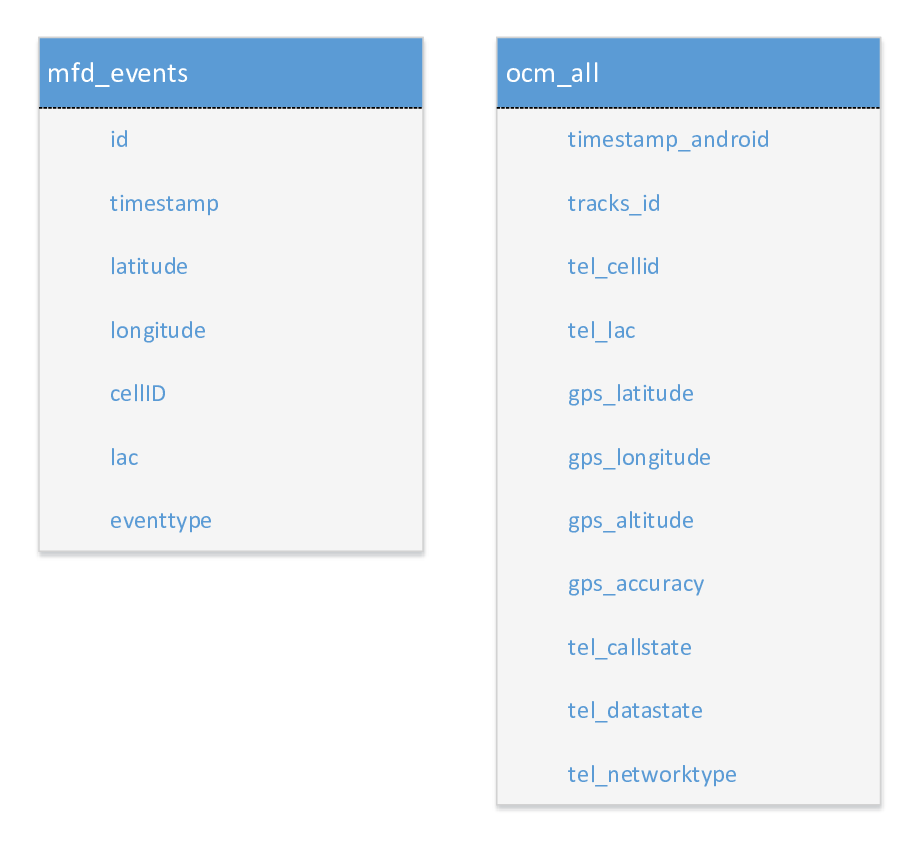 mfd_events
id
timestamp
latitude
longitude
cellID
lac
eventtype
ocm_all
timestamp_android
tracks_id
tel_cellid
tel_lac
gps_latitude
gps_longitude
gps_altitude
gps_accuracy
tel_callstate
tel_datastate
tel_networktype